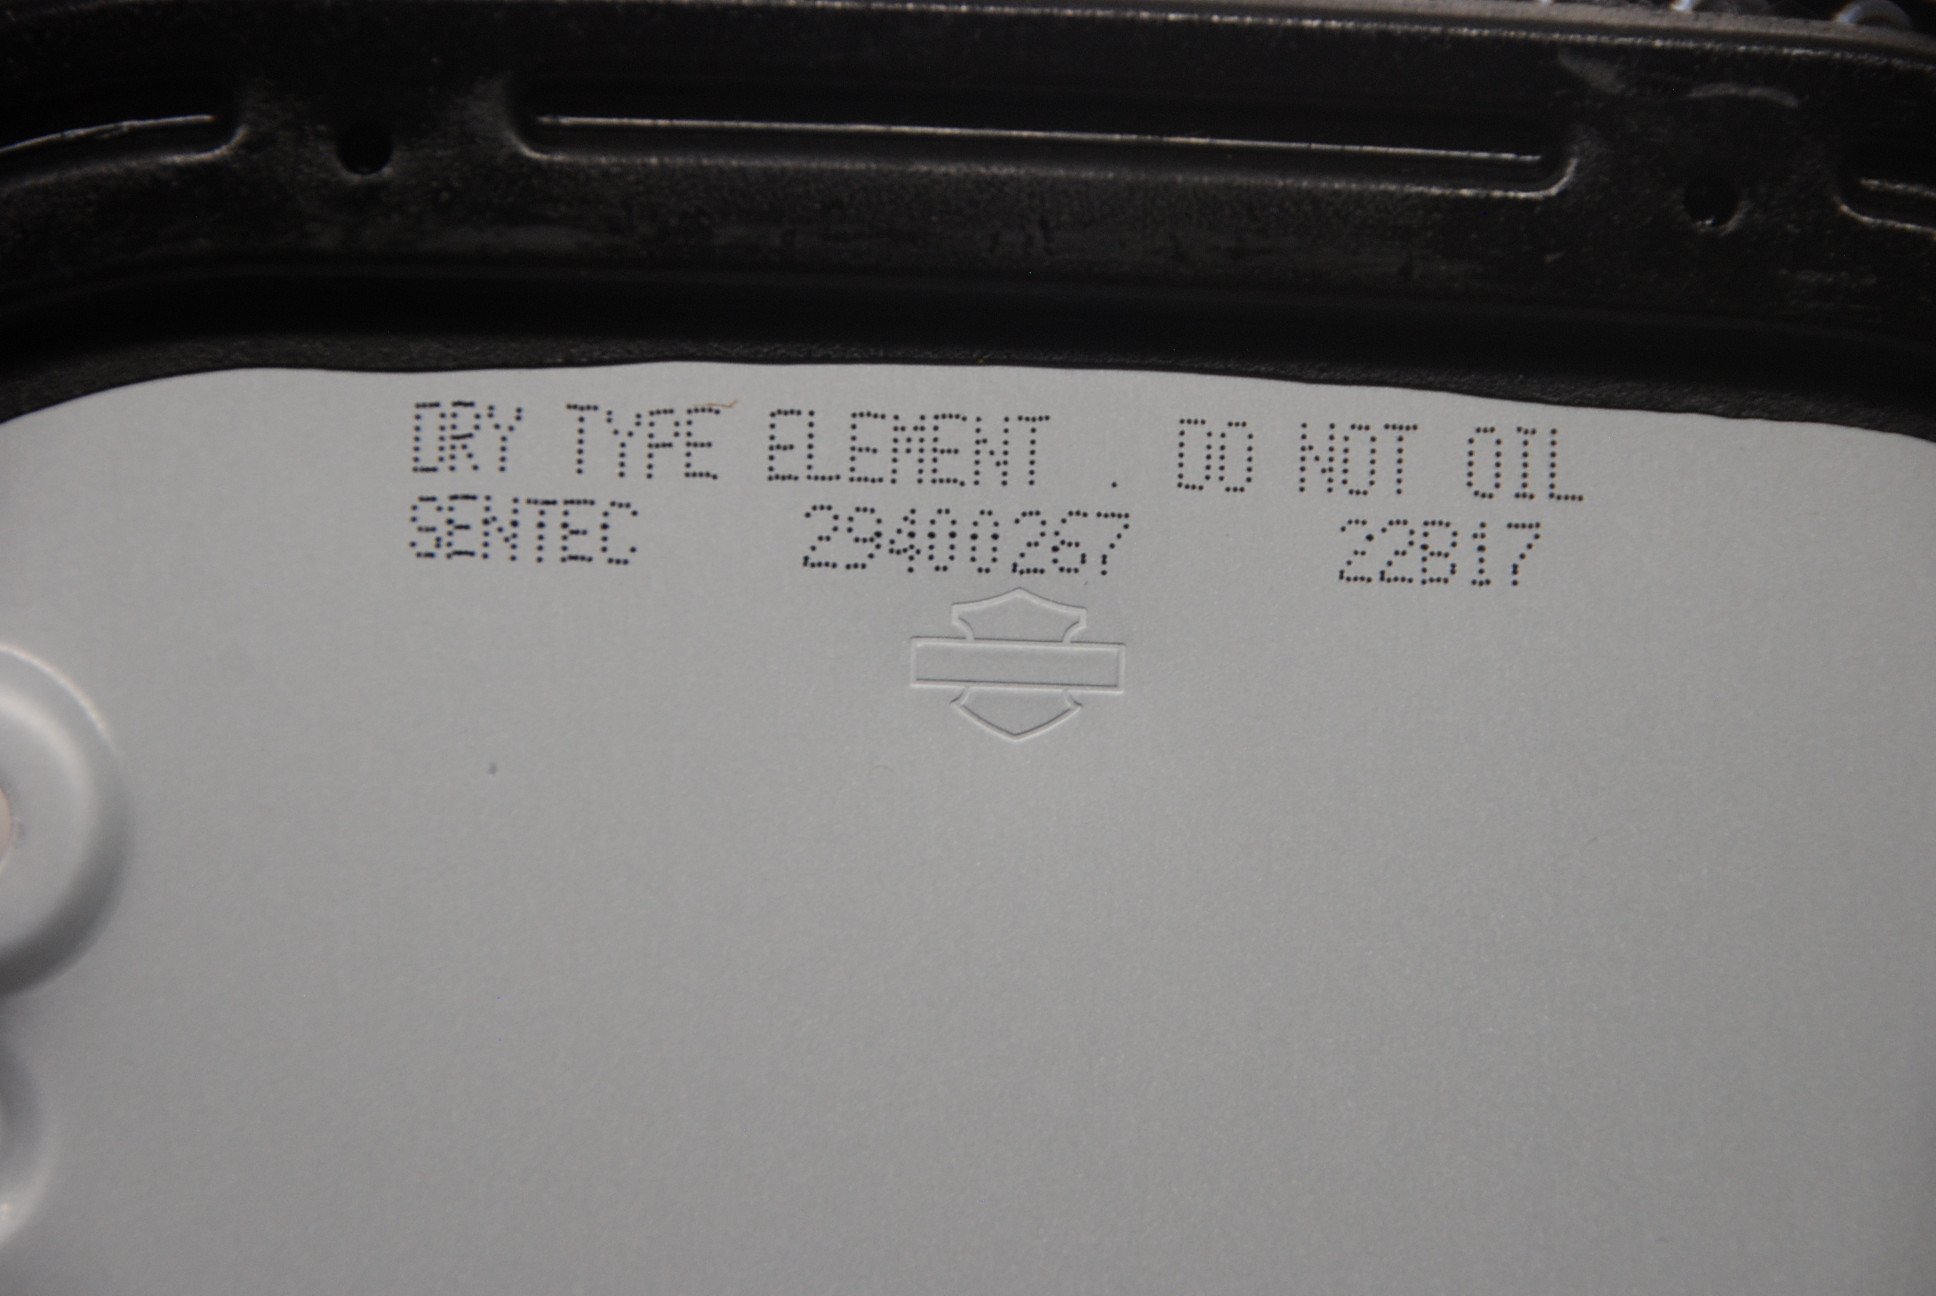 DRY TYPE ELEMENT . DO NOT OIL
SENTEC 29400267 22B17